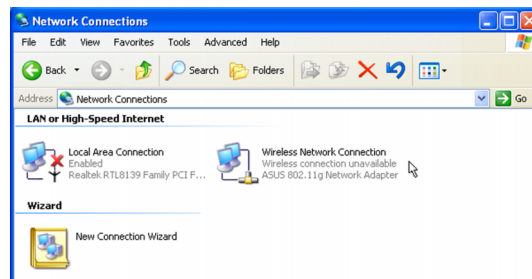 Network Connections
File Edit View Favorites Tools Advanced Help
Back Search Folders
Address Network Connections Go
LAN or High-Speed Internet
Local Area Connection
Enabled
Realtek RTL8139 Family PCI F...
Wireless Network Connection
Wireless connection unavailable
ASUS 802.11g Network Adapter
Wizard
New Connection Wizard